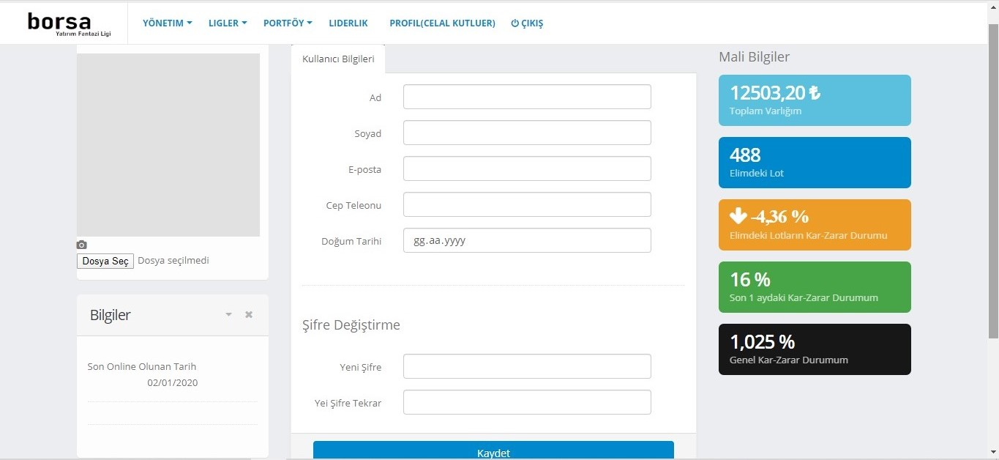 borsa
Yatırım Fantazi Ligi
YÖNETIM
LIGLER
PORTFÖY
LIDERLIK
PROFIL(CELAL KUTLUER)
ÇIKIŞ
Dosya Seç Dosya seçilmedi
Bilgiler
Son Online Olunan Tarih
02/01/2020
Kullanıcı Bilgileri
Ad
Soyad
E-posta
Cep Teleonu
Doğum Tarihi gg.aa.yyyy
Şifre Değiştirme
Yeni Şifre
Yei Şifre Tekrar
Kaydet
Mali Bilgiler
12503,20 ₺
Toplam Varlığım
488
Elimdeki Lot
-4,36 %
Elimdeki Lotların Kar-Zarar Durumu
16 %
Son 1 aydaki Kar-Zarar Durumum
1,025 %
Genel Kar-Zarar Durumum